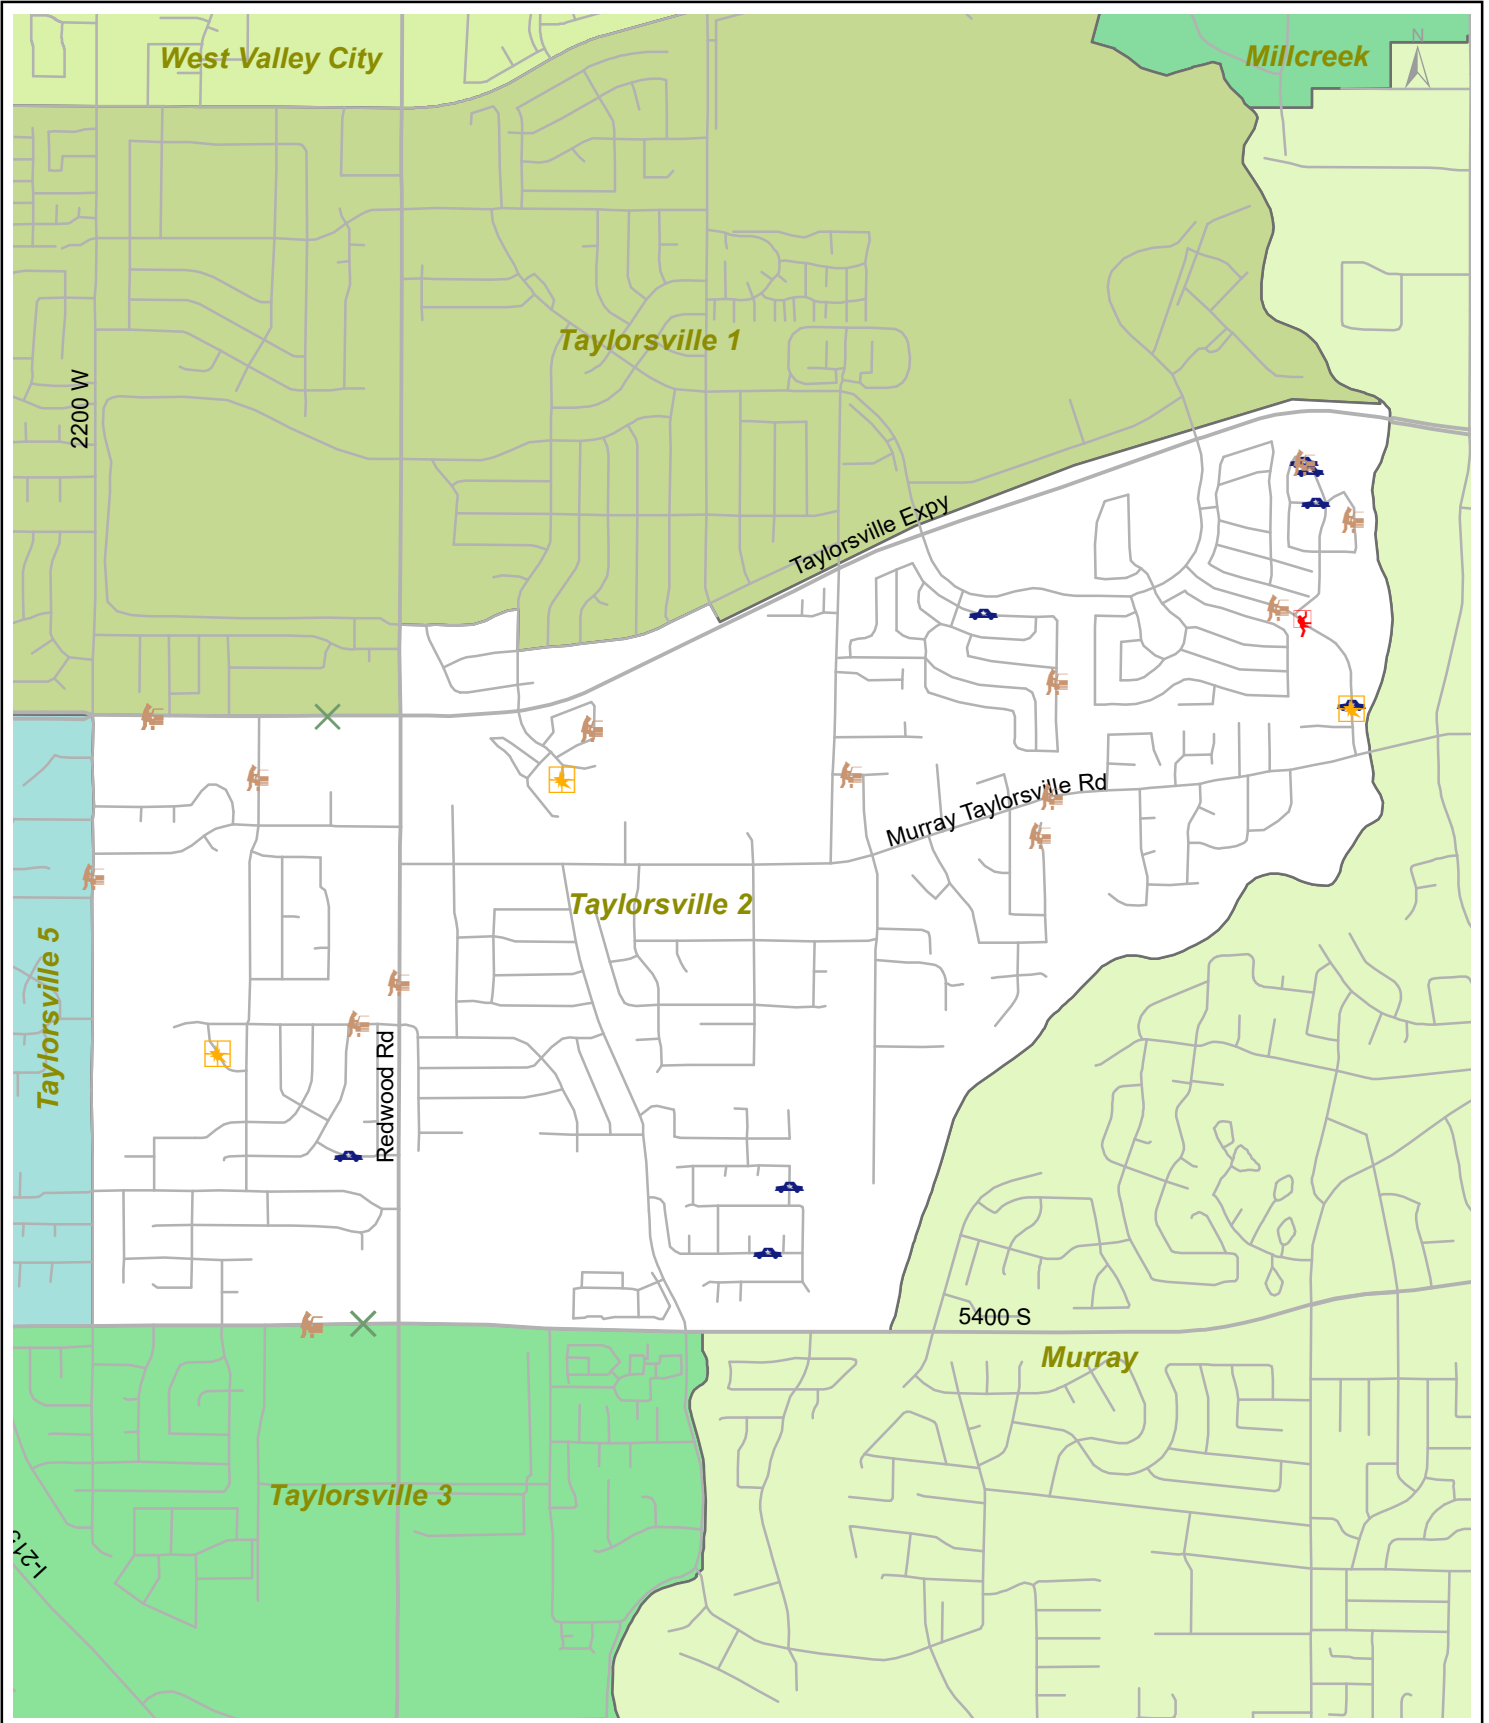 West Valley City
Millcreek
N
Taylorsville 1
2200 W
Taylorsville Expy
Murray Taylorsville Rd
Taylorsville 2
Taylorsville 5
Redwood Rd
5400 S
Murray
Taylorsville 3
I-215